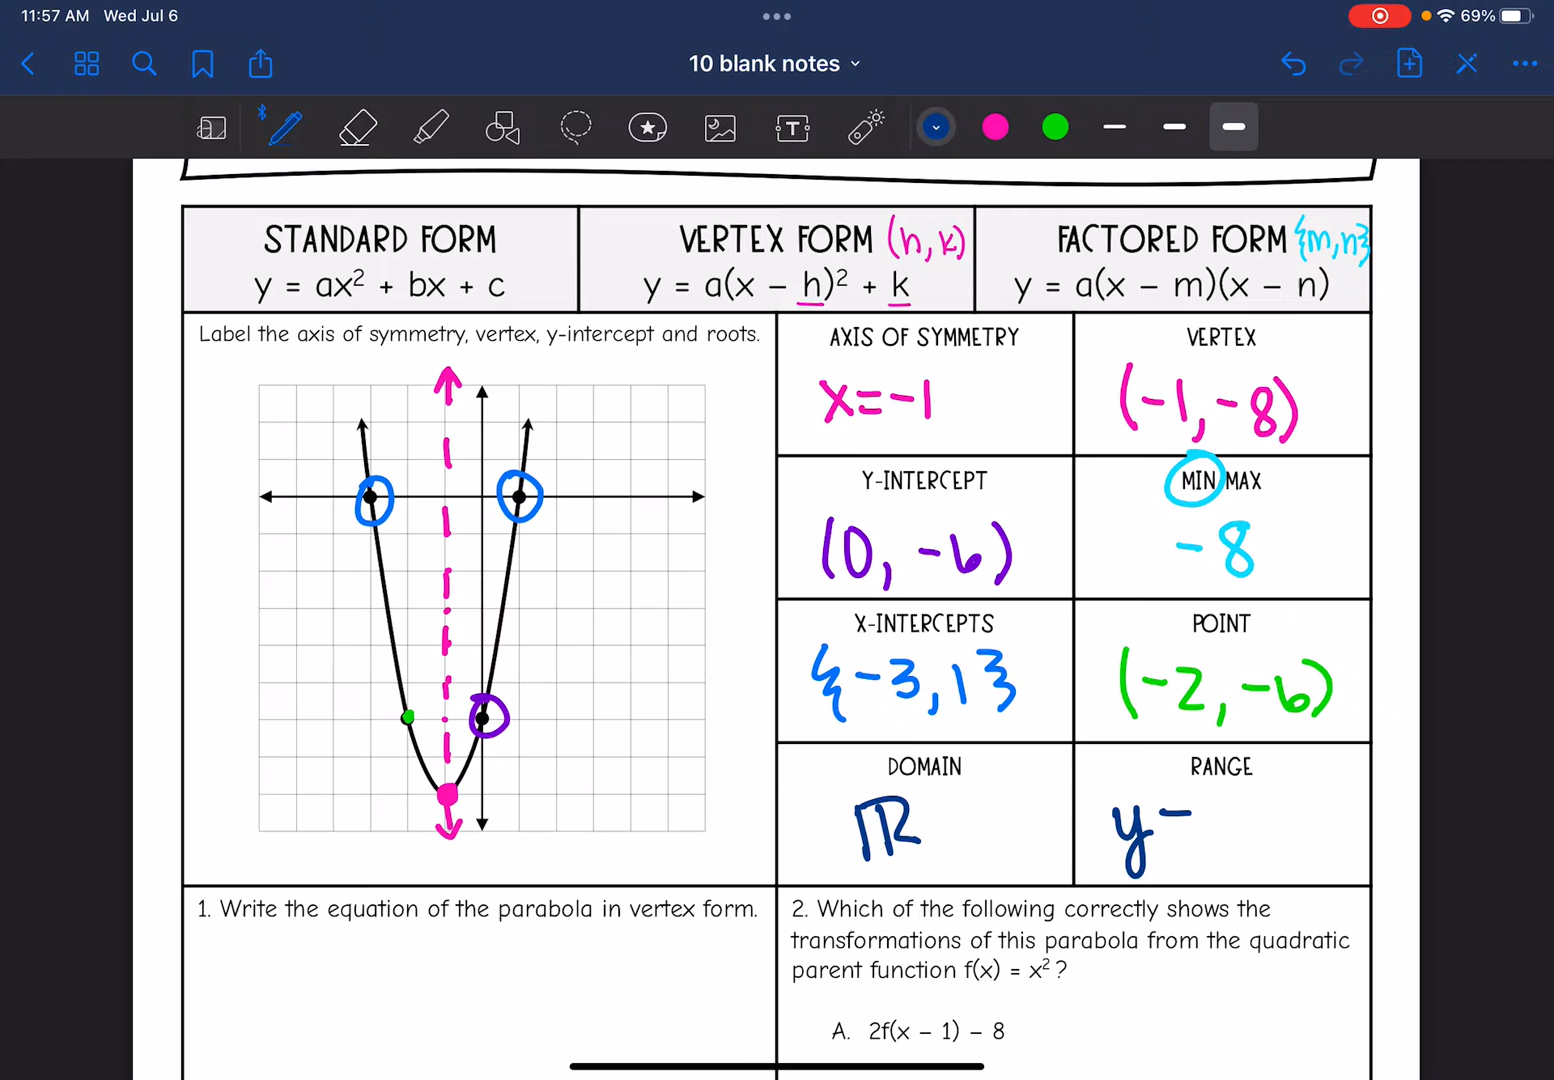 11:57 AM Wed Jul 6
69%
10 blank notes
STANDARD FORM
y = ax² + bx + c
VERTEX FORM (h, k)
y = a(x – h)² + k
FACTORED FORM {m,n}
y = a(x – m)(x – n)
Label the axis of symmetry, vertex, y-intercept and roots.
AXIS OF SYMMETRY
x = -1
VERTEX
(-1, -8)
Y-INTERCEPT
(0, -6)
MIN/MAX
-8
X-INTERCEPTS
{-3, 1}
POINT
(-2, -6)
DOMAIN
ℝ
RANGE
y -
1. Write the equation of the parabola in vertex form.
2. Which of the following correctly shows the
transformations of this parabola from the quadratic
parent function f(x) = x² ?
A. 2f(x – 1) – 8